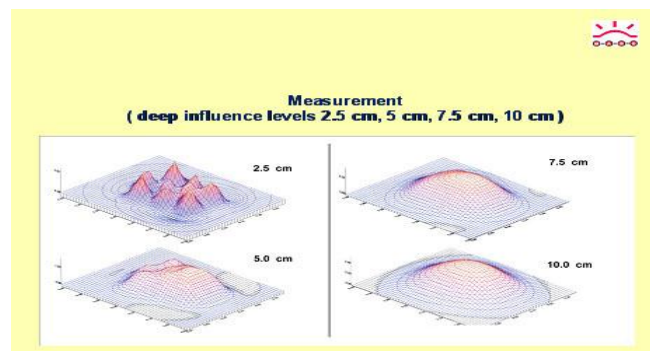 Measurement
( deep influence levels 2.5 cm, 5 cm, 7.5 cm, 10 cm )
2.5 cm
7.5 cm
5.0 cm
10.0 cm